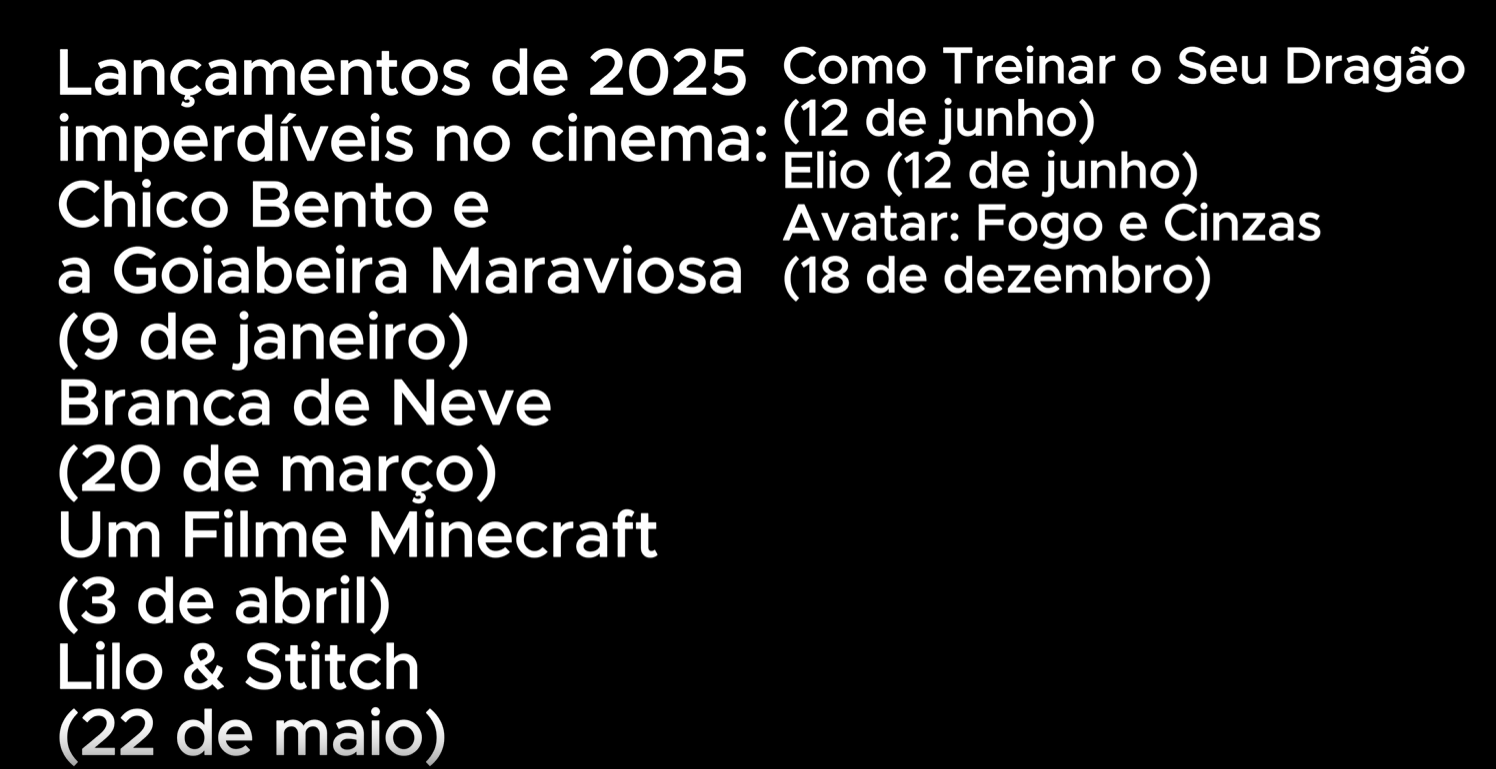 Lançamentos de 2025
imperdíveis no cinema:
Chico Bento e
a Goiabeira Maraviosa
(9 de janeiro)
Branca de Neve
(20 de março)
Um Filme Minecraft
(3 de abril)
Lilo & Stitch
(22 de maio)
Como Treinar o Seu Dragão
(12 de junho)
Elio (12 de junho)
Avatar: Fogo e Cinzas
(18 de dezembro)